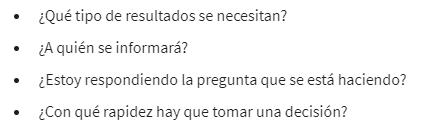 • ¿Qué tipo de resultados se necesitan?
• ¿A quién se informará?
• ¿Estoy respondiendo la pregunta que se está haciendo?
• ¿Con qué rapidez hay que tomar una decisión?